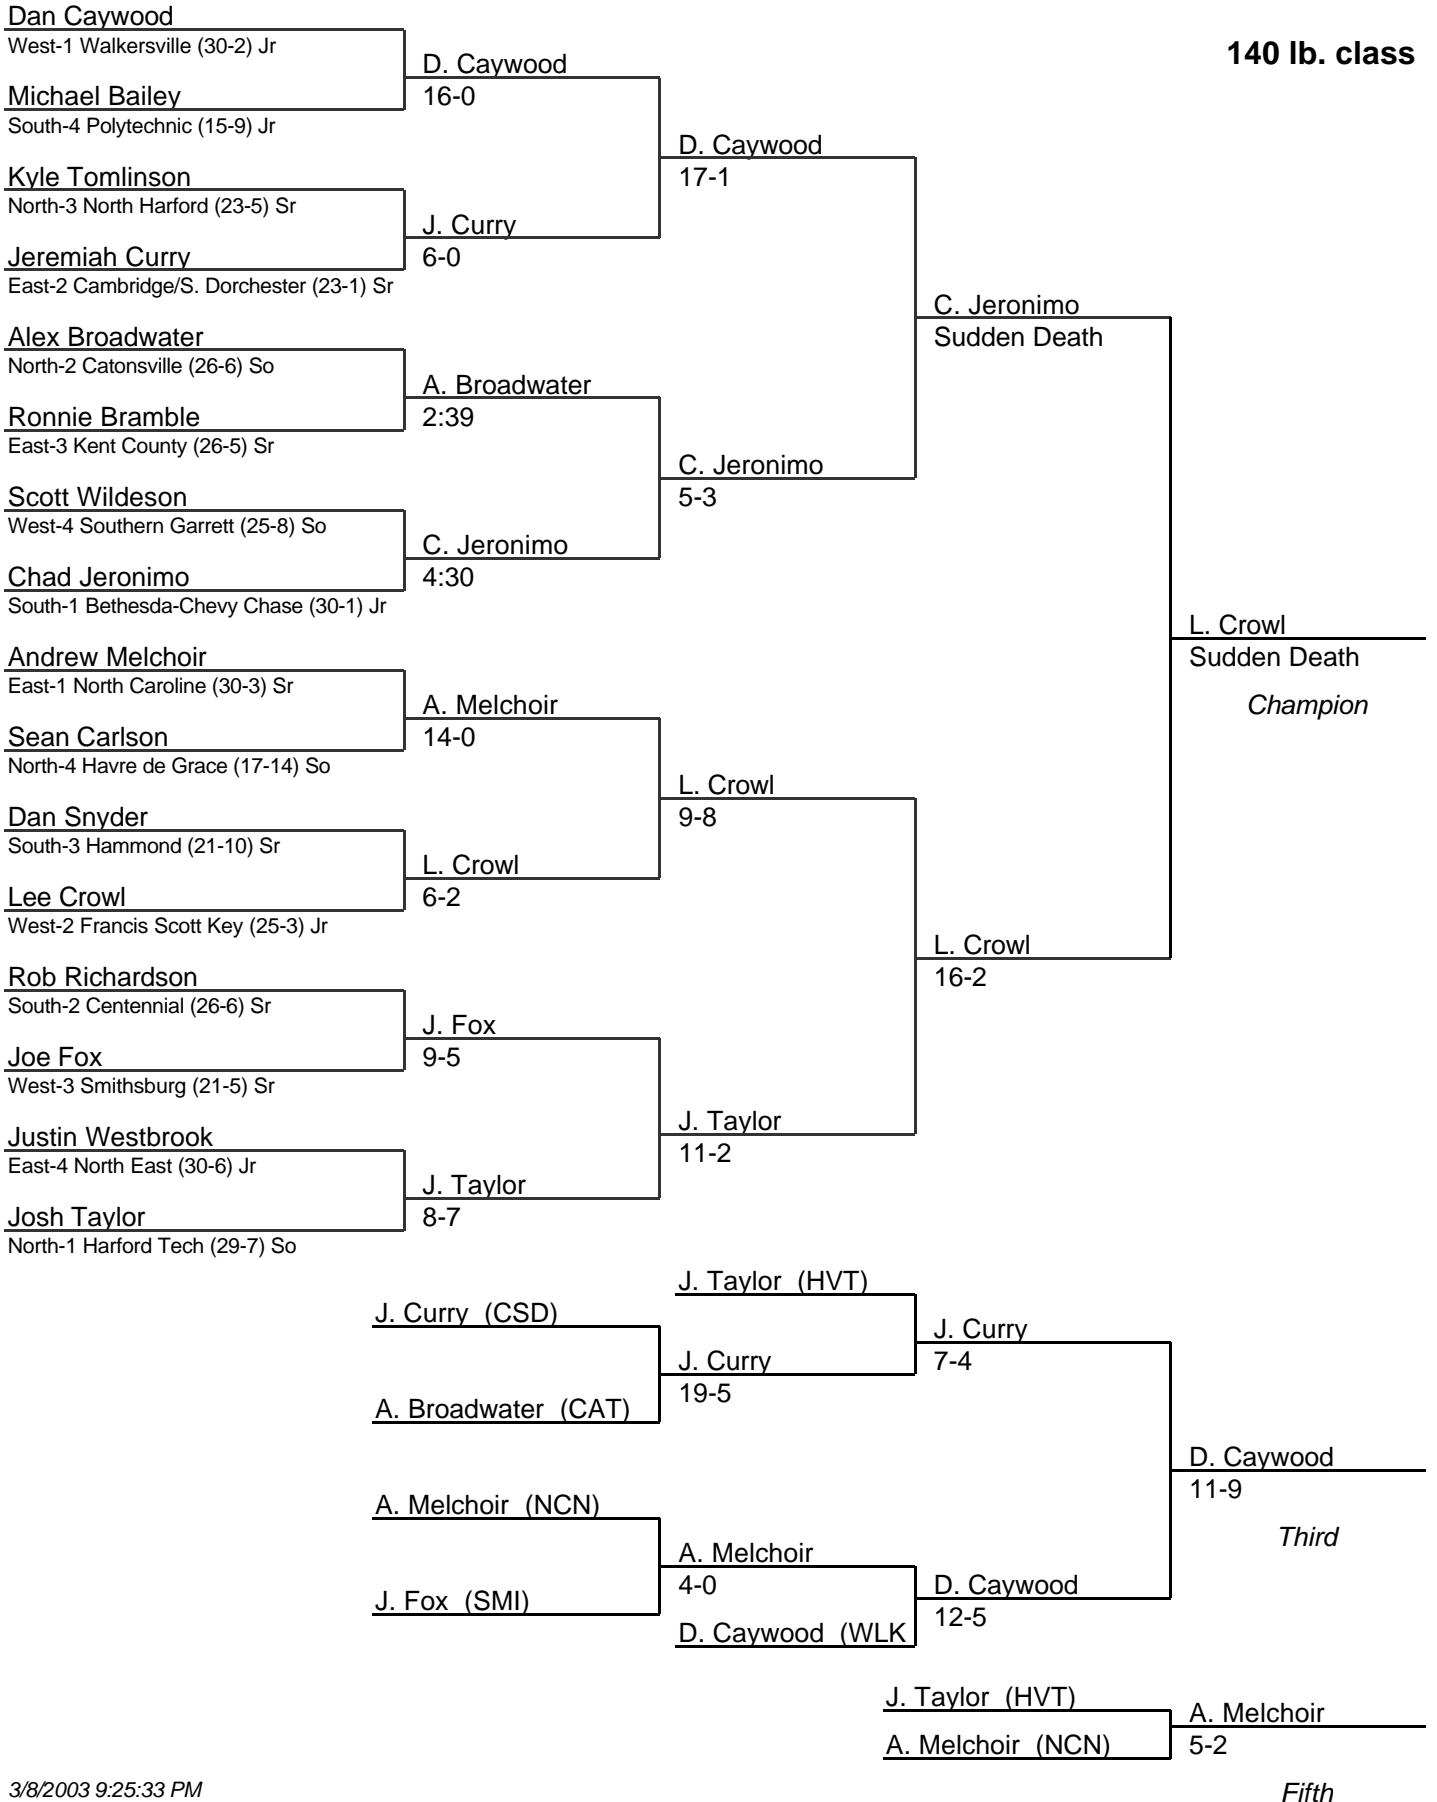 140 lb. class
Dan Caywood
West-1 Walkersville (30-2) Jr
D. Caywood
16-0
Michael Bailey
South-4 Polytechnic (15-9) Jr
D. Caywood
17-1
Kyle Tomlinson
North-3 North Harford (23-5) Sr
J. Curry
6-0
Jeremiah Curry
East-2 Cambridge/S. Dorchester (23-1) Sr
C. Jeronimo
Sudden Death
Alex Broadwater
North-2 Catonsville (26-6) So
A. Broadwater
2:39
Ronnie Bramble
East-3 Kent County (26-5) Sr
C. Jeronimo
5-3
Scott Wildeson
West-4 Southern Garrett (25-8) So
C. Jeronimo
4:30
Chad Jeronimo
South-1 Bethesda-Chevy Chase (30-1) Jr
L. Crowl
Sudden Death
Champion
Andrew Melchoir
East-1 North Caroline (30-3) Sr
A. Melchoir
14-0
Sean Carlson
North-4 Havre de Grace (17-14) So
L. Crowl
9-8
Dan Snyder
South-3 Hammond (21-10) Sr
L. Crowl
6-2
Lee Crowl
West-2 Francis Scott Key (25-3) Jr
L. Crowl
16-2
Rob Richardson
South-2 Centennial (26-6) Sr
J. Fox
9-5
Joe Fox
West-3 Smithsburg (21-5) Sr
J. Taylor
11-2
Justin Westbrook
East-4 North East (30-6) Jr
J. Taylor
8-7
Josh Taylor
North-1 Harford Tech (29-7) So
J. Taylor (HVT)
J. Curry (CSD)
J. Curry
7-4
J. Curry
19-5
A. Broadwater (CAT)
D. Caywood
11-9
Third
A. Melchoir (NCN)
A. Melchoir
4-0
J. Fox (SMI)
D. Caywood
12-5
D. Caywood (WLK
J. Taylor (HVT)
A. Melchoir
5-2
A. Melchoir (NCN)
Fifth
3/8/2003 9:25:33 PM